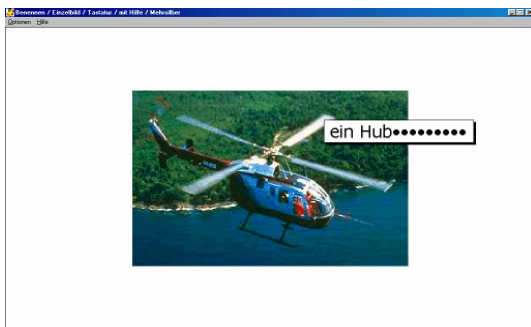 Benennen / Einzelbild / Tastatur / mit Hilfe / Mehrsilber
Optionen Hilfe
ein Hub•••••••••